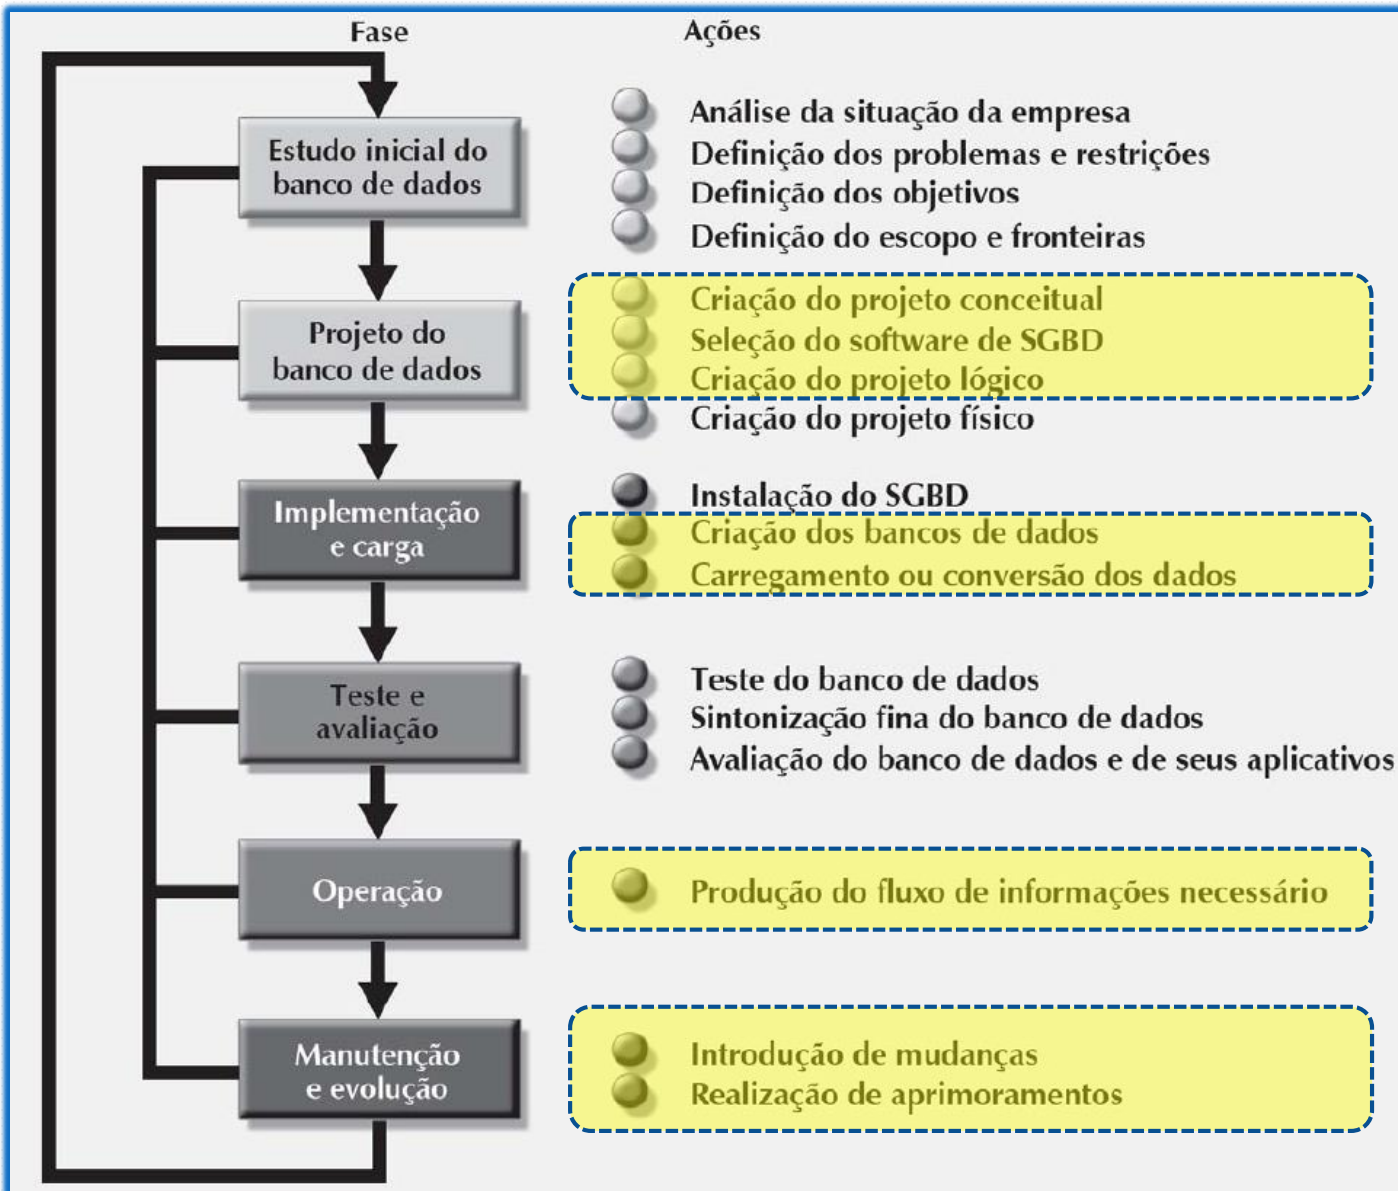 Fase
Ações
Estudo inicial do
banco de dados
Análise da situação da empresa
Definição dos problemas e restrições
Definição dos objetivos
Definição do escopo e fronteiras
Projeto do
banco de dados
Criação do projeto conceitual
Seleção do software de SGBD
Criação do projeto lógico
Criação do projeto físico
Implementação
e carga
Instalação do SGBD
Criação dos bancos de dados
Carregamento ou conversão dos dados
Teste e
avaliação
Teste do banco de dados
Sintonização fina do banco de dados
Avaliação do banco de dados e de seus aplicativos
Operação
Produção do fluxo de informações necessário
Manutenção
e evolução
Introdução de mudanças
Realização de aprimoramentos